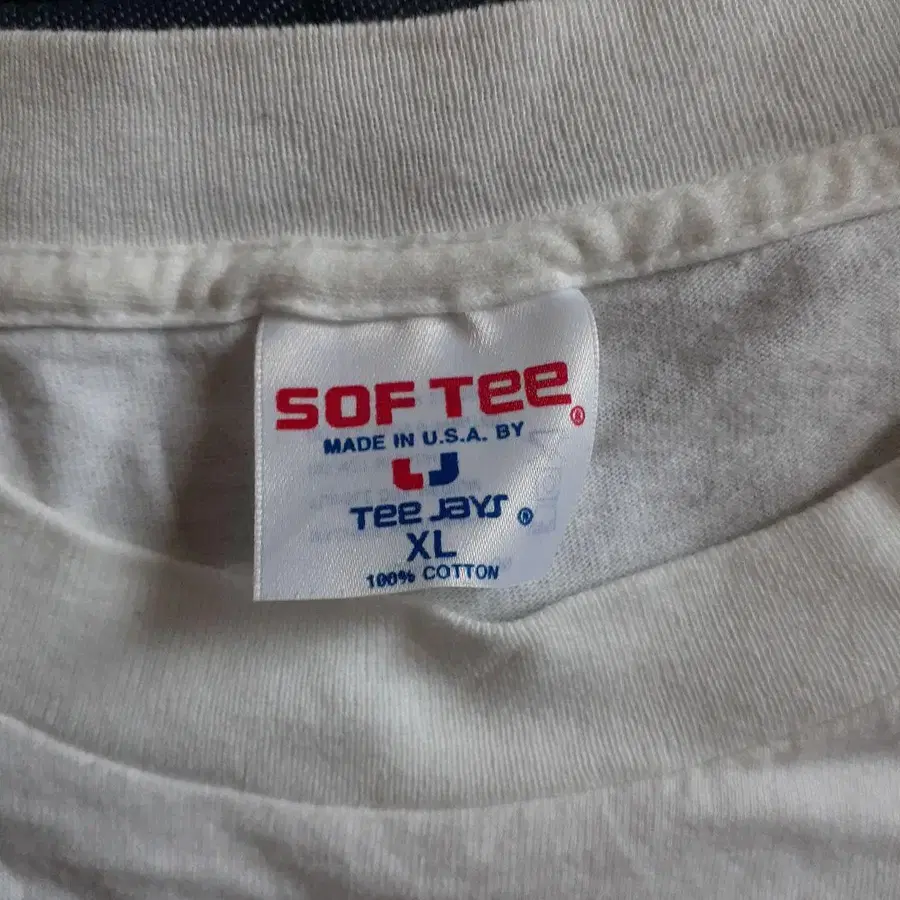 SOF TEE®
MADE IN U.S.A. BY
TEE JAYS®
XL
100% COTTON